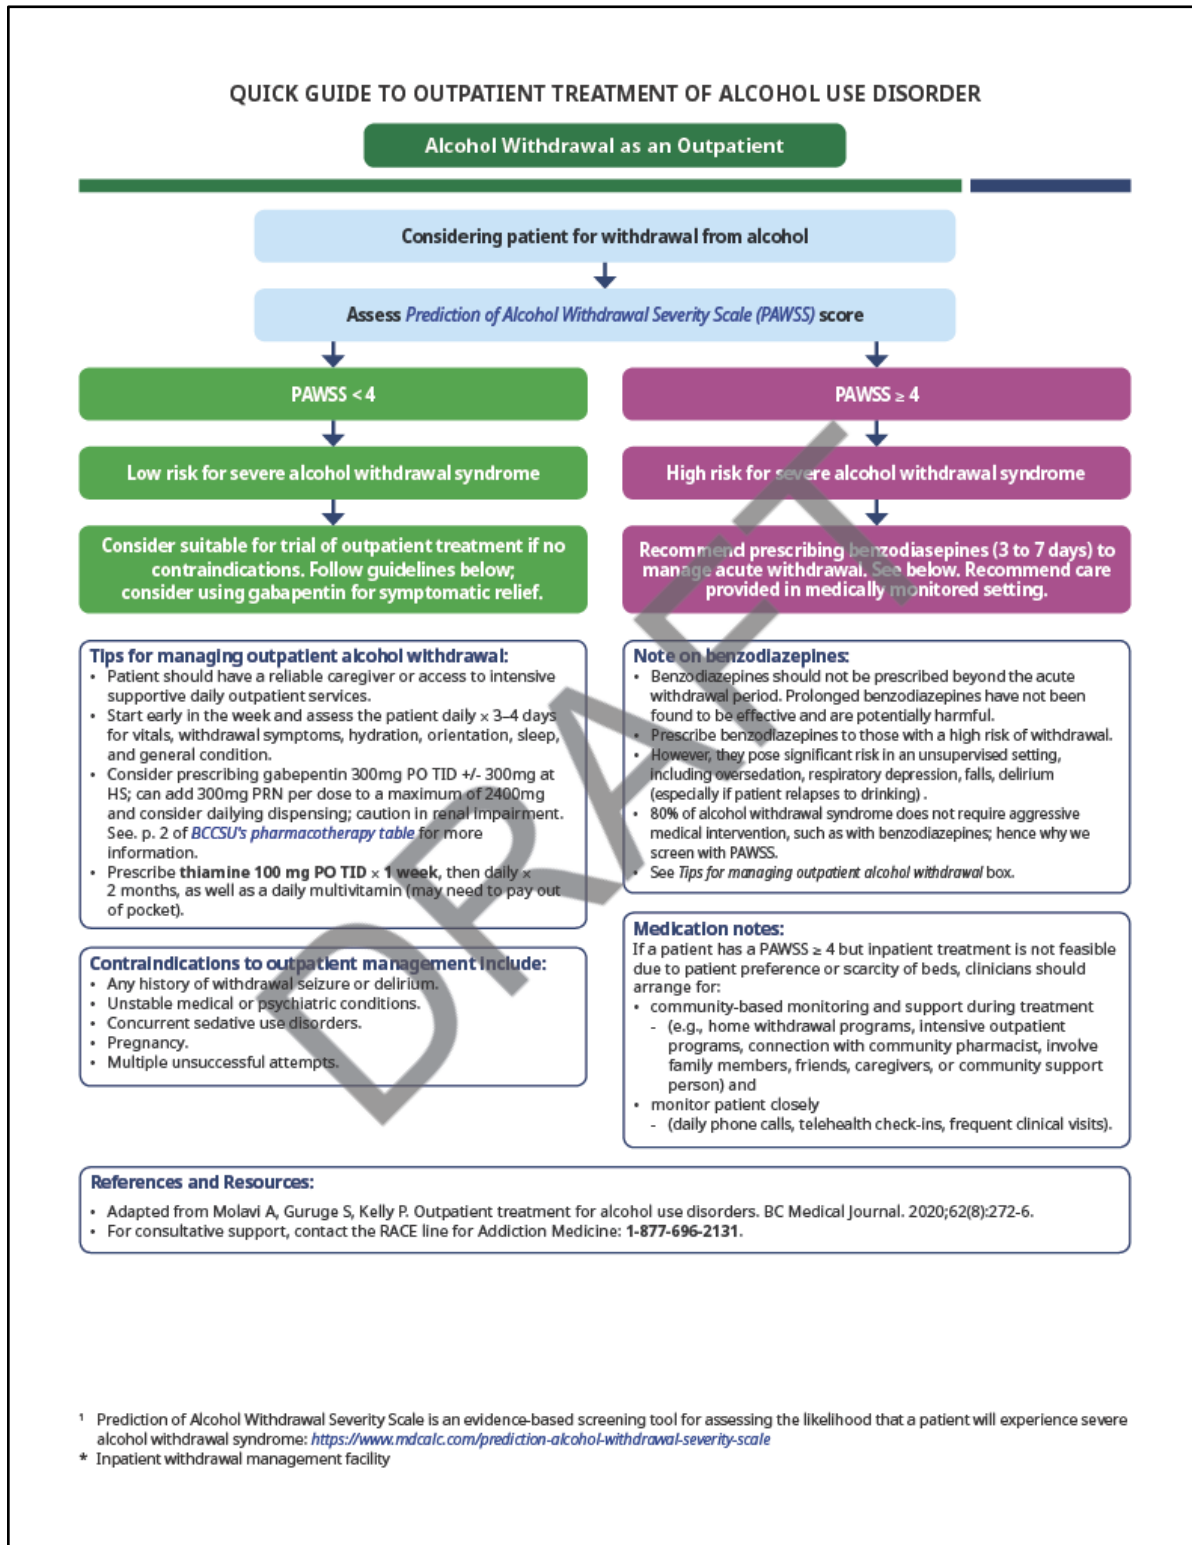 QUICK GUIDE TO OUTPATIENT TREATMENT OF ALCOHOL USE DISORDER
Alcohol Withdrawal as an Outpatient
Considering patient for withdrawal from alcohol
Assess Prediction of Alcohol Withdrawal Severity Scale (PAWSS) score
PAWSS < 4
Low risk for severe alcohol withdrawal syndrome
Consider suitable for trial of outpatient treatment if no
contraindications. Follow guidelines below;
consider using gabapentin for symptomatic relief.
PAWSS ≥ 4
High risk for severe alcohol withdrawal syndrome
Recommend prescribing benzodiasepines (3 to 7 days) to
manage acute withdrawal. See below. Recommend care
provided in medically monitored setting.
Tips for managing outpatient alcohol withdrawal:
• Patient should have a reliable caregiver or access to intensive
supportive daily outpatient services.
• Start early in the week and assess the patient daily × 3–4 days
for vitals, withdrawal symptoms, hydration, orientation, sleep,
and general condition.
• Consider prescribing gabepentin 300mg PO TID +/- 300mg at
HS; can add 300mg PRN per dose to a maximum of 2400mg
and consider dailying dispensing; caution in renal impairment.
See. p. 2 of BCCSU's pharmacotherapy table for more
information.
• Prescribe thiamine 100 mg PO TID × 1 week, then daily ×
2 months, as well as a daily multivitamin (may need to pay out
of pocket).
Contraindications to outpatient management include:
• Any history of withdrawal seizure or delirium.
• Unstable medical or psychiatric conditions.
• Concurrent sedative use disorders.
• Pregnancy.
• Multiple unsuccessful attempts.
Note on benzodiazepines:
• Benzodiazepines should not be prescribed beyond the acute
withdrawal period. Prolonged benzodiazepines have not been
found to be effective and are potentially harmful.
• Prescribe benzodiazepines to those with a high risk of withdrawal.
• However, they pose significant risk in an unsupervised setting,
including oversedation, respiratory depression, falls, delirium
(especially if patient relapses to drinking) .
• 80% of alcohol withdrawal syndrome does not require aggressive
medical intervention, such as with benzodiazepines; hence why we
screen with PAWSS.
• See Tips for managing outpatient alcohol withdrawal box.
Medication notes:
If a patient has a PAWSS ≥ 4 but inpatient treatment is not feasible
due to patient preference or scarcity of beds, clinicians should
arrange for:
• community-based monitoring and support during treatment
- (e.g., home withdrawal programs, intensive outpatient
programs, connection with community pharmacist, involve
family members, friends, caregivers, or community support
person) and
• monitor patient closely
- (daily phone calls, telehealth check-ins, frequent clinical visits).
References and Resources:
• Adapted from Molavi A, Guruge S, Kelly P. Outpatient treatment for alcohol use disorders. BC Medical Journal. 2020;62(8):272-6.
• For consultative support, contact the RACE line for Addiction Medicine: 1-877-696-2131.
DRAFT
¹ Prediction of Alcohol Withdrawal Severity Scale is an evidence-based screening tool for assessing the likelihood that a patient will experience severe
alcohol withdrawal syndrome: https://www.mdcalc.com/prediction-alcohol-withdrawal-severity-scale
* Inpatient withdrawal management facility